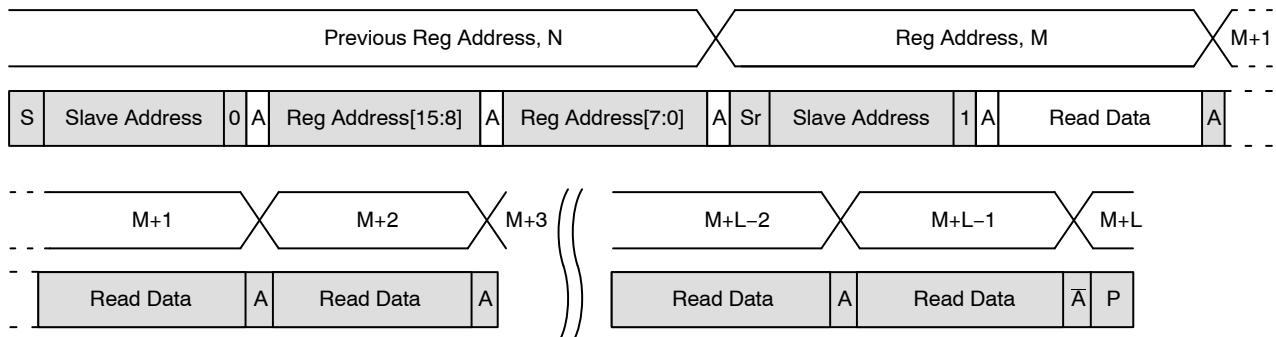 Previous Reg Address, N Reg Address, M M+1
S Slave Address 0 A Reg Address[15:8] A Reg Address[7:0] A Sr Slave Address 1 A Read Data A
M+1 M+2 M+3 M+L−2 M+L−1 M+L
Read Data A Read Data A Read Data A Read Data A̅ P